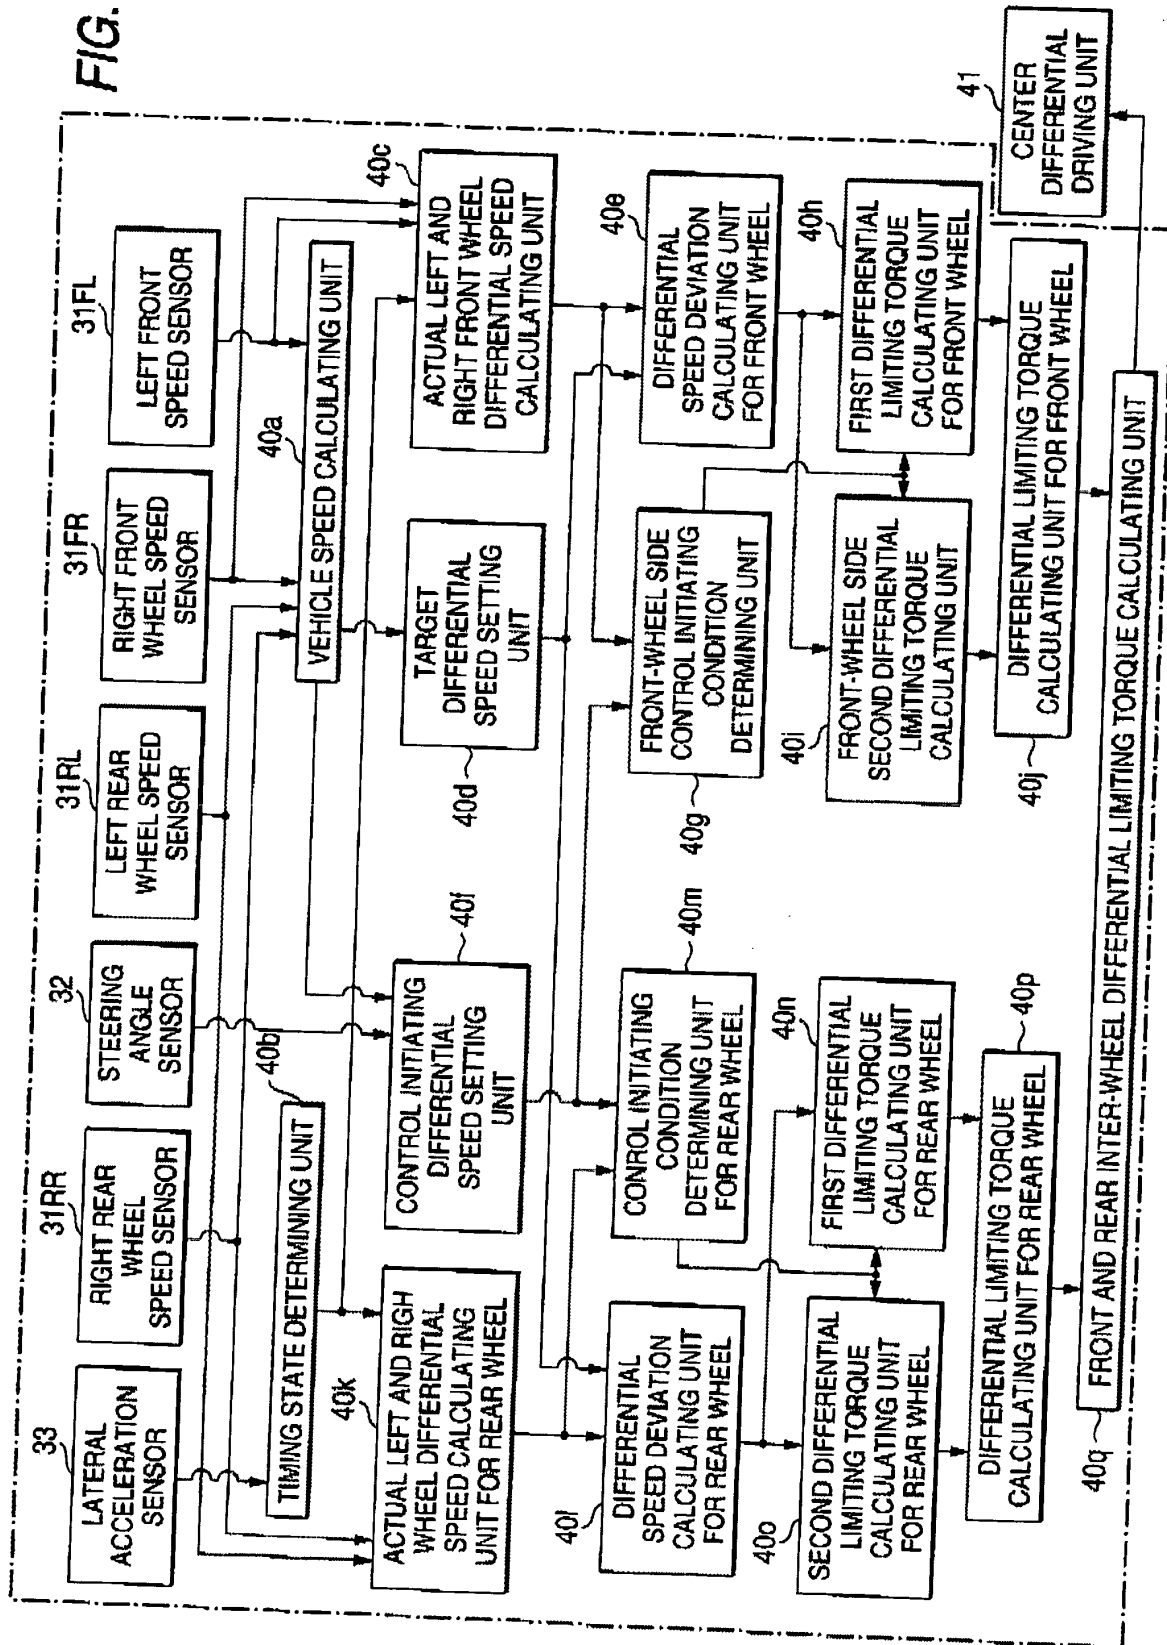 FIG.
33
LATERAL
ACCELERATION
SENSOR
31RR
RIGHT REAR
WHEEL
SPEED SENSOR
32
STEERING
ANGLE
SENSOR
31RL
LEFT REAR
WHEEL SPEED
SENSOR
31FR
RIGHT FRONT
WHEEL SPEED
SENSOR
31FL
LEFT FRONT
SPEED SENSOR
40b
TIMING STATE DETERMINING UNIT
40a
VEHICLE SPEED CALCULATING UNIT
40k
ACTUAL LEFT AND RIGH
WHEEL DIFFERENTIAL
SPEED CALCULATING
UNIT FOR REAR WHEEL
40f
CONTROL INITIATING
DIFFERENTIAL
SPEED SETTING
UNIT
40d
TARGET
DIFFERENTIAL
SPEED SETTING
UNIT
40c
ACTUAL LEFT AND
RIGHT FRONT WHEEL
DIFFERENTIAL SPEED
CALCULATING UNIT
40l
DIFFERENTIAL
SPEED DEVIATION
CALCULATING UNIT
FOR REAR WHEEL
40m
CONROL INITIATING
CONDITION
DETERMINING UNIT
FOR REAR WHEEL
40g
FRONT-WHEEL SIDE
CONTROL INITIATING
CONDITION
DETERMINING UNIT
40e
DIFFERENTIAL
SPEED DEVIATION
CALCULATING UNIT
FOR FRONT WHEEL
40o
SECOND DIFFERENTIAL
LIMITING TORQUE
CALCULATING UNIT
FOR REAR WHEEL
40n
FIRST DIFFERENTIAL
LIMITING TORQUE
CALCULATING UNIT
FOR REAR WHEEL
40i
FRONT-WHEEL SIDE
SECOND DIFFERENTIAL
LIMITING TORQUE
CALCULATING UNIT
40h
FIRST DIFFERENTIAL
LIMITING TORQUE
CALCULATING UNIT
FOR FRONT WHEEL
40p
DIFFERENTIAL LIMITING TORQUE
CALCULATING UNIT FOR REAR WHEEL
40j
DIFFERENTIAL LIMITING TORQUE
CALCULATING UNIT FOR FRONT WHEEL
40q
FRONT AND REAR INTER-WHEEL DIFFERENTIAL LIMITING TORQUE CALCULATING UNIT
41
CENTER
DIFFERENTIAL
DRIVING UNIT